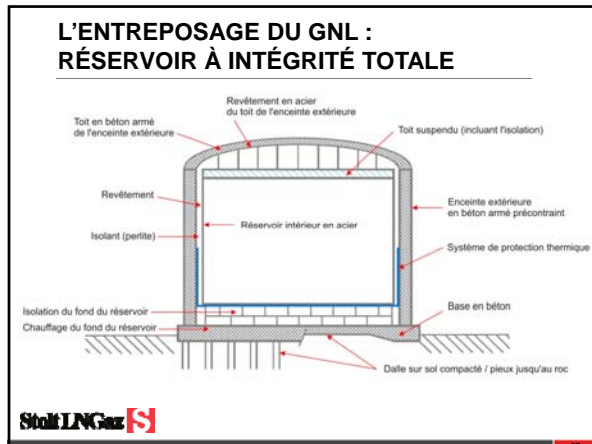 L'ENTREPOSAGE DU GNL :
RÉSERVOIR À INTÉGRITÉ TOTALE
Revêtement en acier
du toit de l'enceinte extérieure
Toit en béton armé
de l'enceinte extérieure
Toit suspendu (incluant l'isolation)
Revêtement
Enceinte extérieure
en béton armé précontraint
Réservoir intérieur en acier
Isolant (perlite)
Système de protection thermique
Isolation du fond du réservoir
Base en béton
Chauffage du fond du réservoir
Dalle sur sol compacté / pieux jusqu'au roc
Stolt LNGaz S